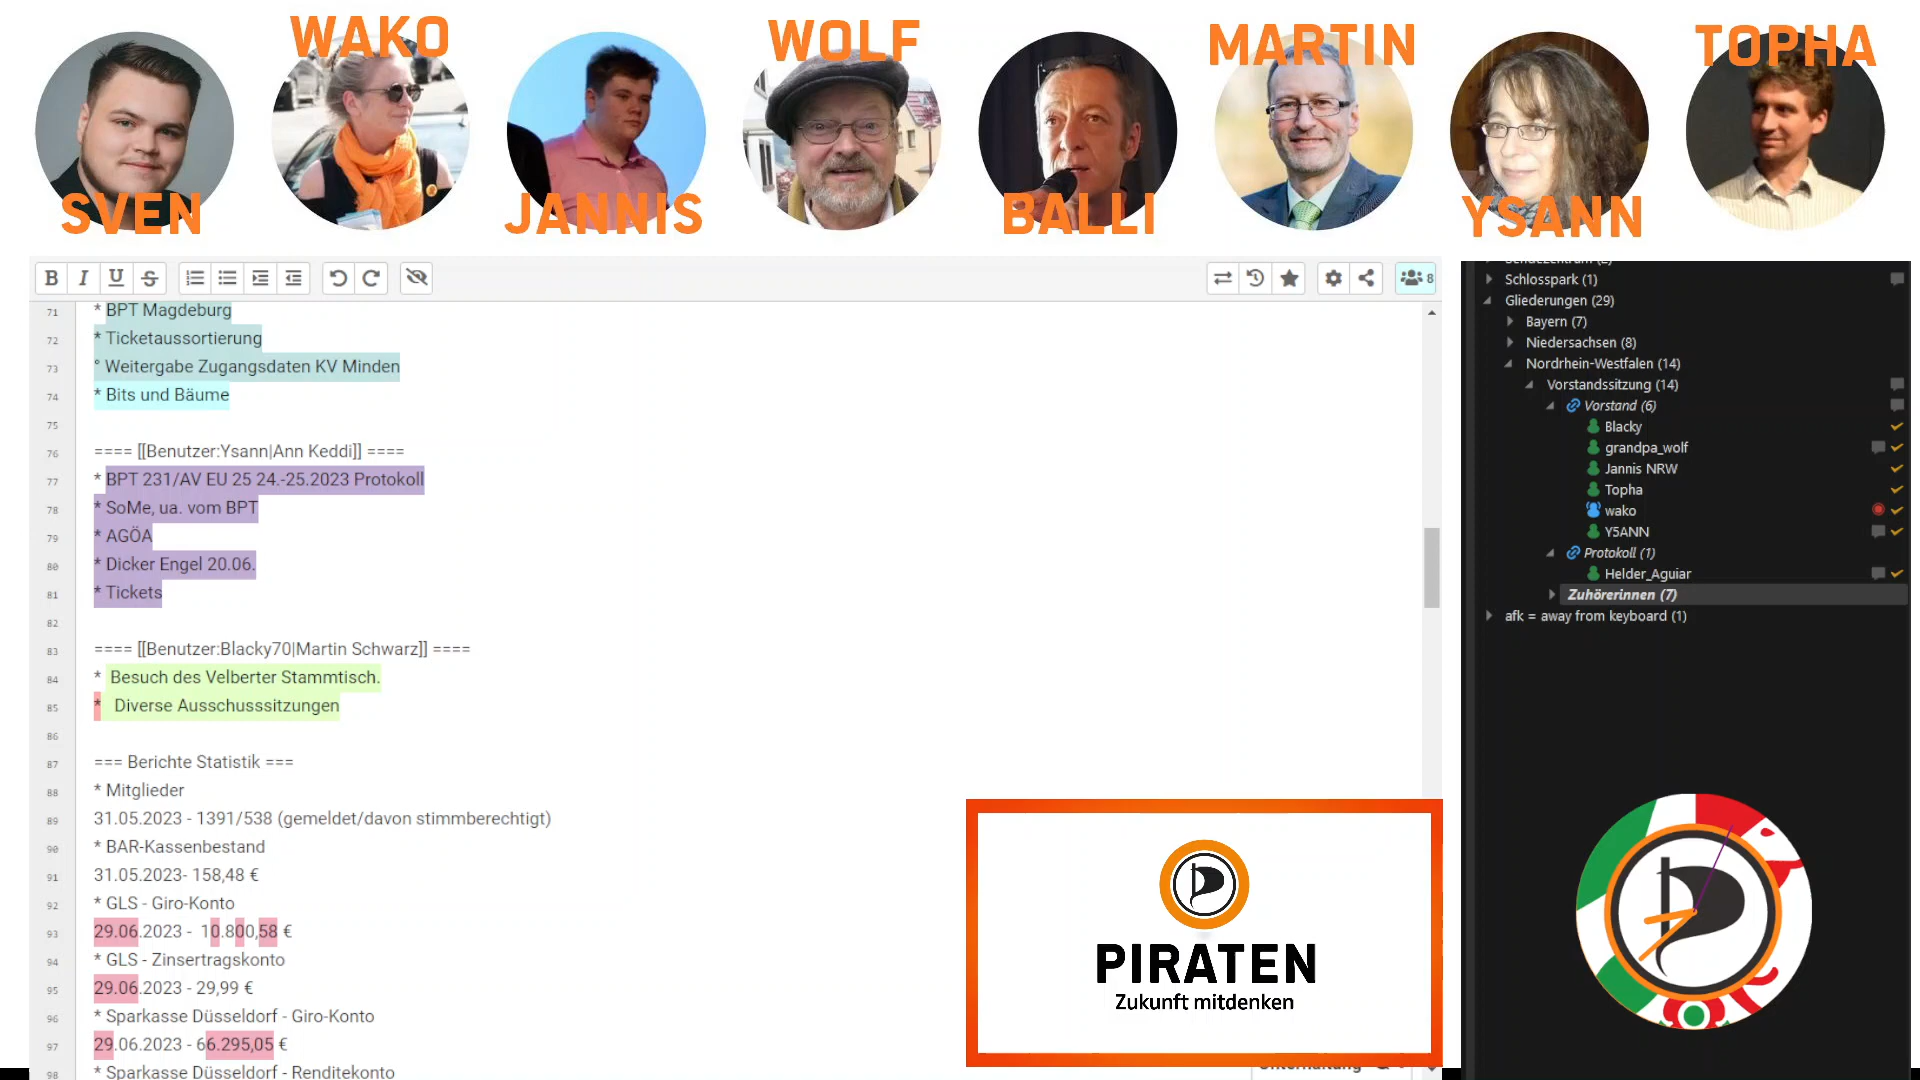 WAKO
WOLF
MARTIN
TOPHA
SVEN
JANNIS
BALLI
YSANN
B I U S
8
71 * BPT Magdeburg
72 * Ticketaussortierung
73 ° Weitergabe Zugangsdaten KV Minden
74 * Bits und Bäume
75
76 ==== [[Benutzer:Ysann|Ann Keddi]] ====
77 * BPT 231/AV EU 25 24.-25.2023 Protokoll
78 * SoMe, ua. vom BPT
79 * AGÖA
80 * Dicker Engel 20.06.
81 * Tickets
82
83 ==== [[Benutzer:Blacky70|Martin Schwarz]] ====
84 * Besuch des Velberter Stammtisch.
85 * Diverse Ausschusssitzungen
86
87 === Berichte Statistik ===
88 * Mitglieder
89 31.05.2023 - 1391/538 (gemeldet/davon stimmberechtigt)
90 * BAR-Kassenbestand
91 31.05.2023- 158,48 €
92 * GLS - Giro-Konto
93 29.06.2023 - 10.800,58 €
94 * GLS - Zinsertragskonto
95 29.06.2023 - 29,99 €
96 * Sparkasse Düsseldorf - Giro-Konto
97 29.06.2023 - 66.295,05 €
98 * Sparkasse Düsseldorf - Renditekonto
Schlosspark (1)
Gliederungen (29)
Bayern (7)
Niedersachsen (8)
Nordrhein-Westfalen (14)
Vorstandssitzung (14)
Vorstand (6)
Blacky
grandpa_wolf
Jannis NRW
Topha
wako
Y5ANN
Protokoll (1)
Helder_Aguiar
Zuhörerinnen (7)
afk = away from keyboard (1)
PIRATEN
Zukunft mitdenken